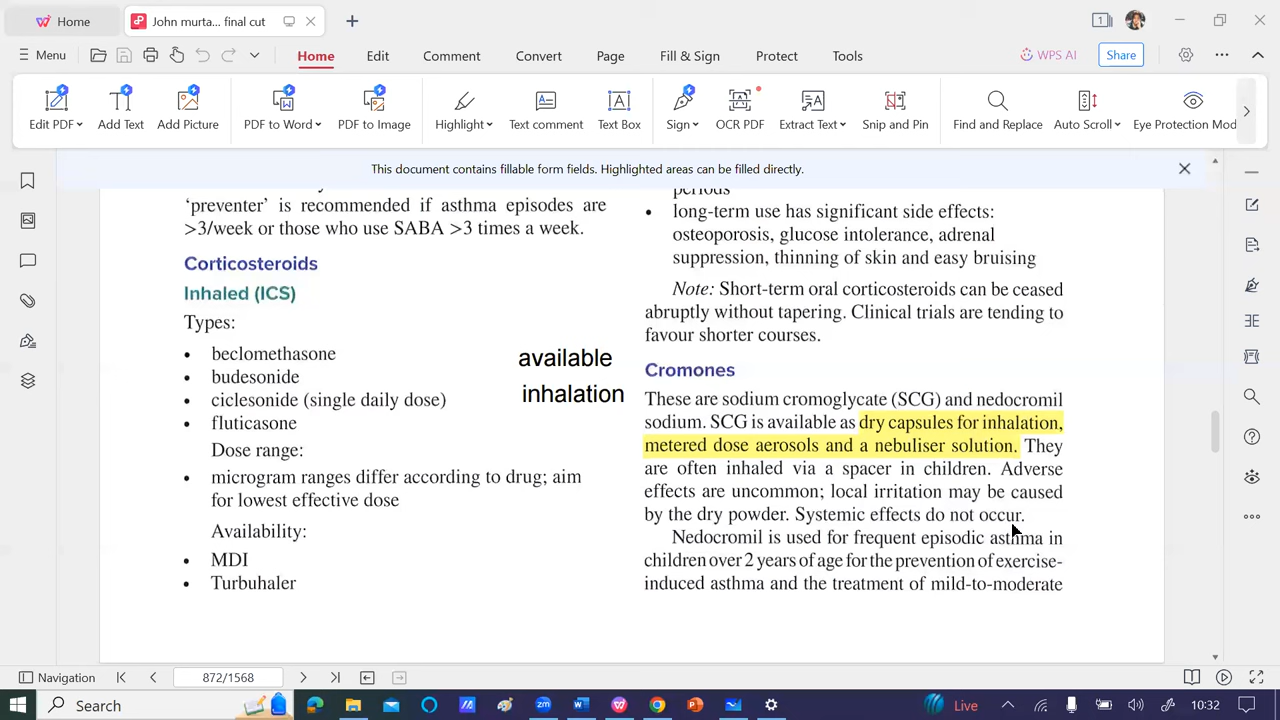 Home
John murta... final cut
1
Menu
Home
Edit
Comment
Convert
Page
Fill & Sign
Protect
Tools
WPS AI
Share
Edit PDF
Add Text
Add Picture
PDF to Word
PDF to Image
Highlight
Text comment
Text Box
Sign
OCR PDF
Extract Text
Snip and Pin
Find and Replace
Auto Scroll
Eye Protection Mod
This document contains fillable form fields. Highlighted areas can be filled directly.
'preventer' is recommended if asthma episodes are
>3/week or those who use SABA >3 times a week.
Corticosteroids
Inhaled (ICS)
Types:
• beclomethasone
• budesonide
• ciclesonide (single daily dose)
• fluticasone
Dose range:
• microgram ranges differ according to drug; aim
for lowest effective dose
Availability:
• MDI
• Turbuhaler
available
inhalation
periods
• long-term use has significant side effects:
osteoporosis, glucose intolerance, adrenal
suppression, thinning of skin and easy bruising
Note: Short-term oral corticosteroids can be ceased
abruptly without tapering. Clinical trials are tending to
favour shorter courses.
Cromones
These are sodium cromoglycate (SCG) and nedocromil
sodium. SCG is available as dry capsules for inhalation,
metered dose aerosols and a nebuliser solution. They
are often inhaled via a spacer in children. Adverse
effects are uncommon; local irritation may be caused
by the dry powder. Systemic effects do not occur.
Nedocromil is used for frequent episodic asthma in
children over 2 years of age for the prevention of exercise-
induced asthma and the treatment of mild-to-moderate
Navigation
872/1568
Search
Live
10:32